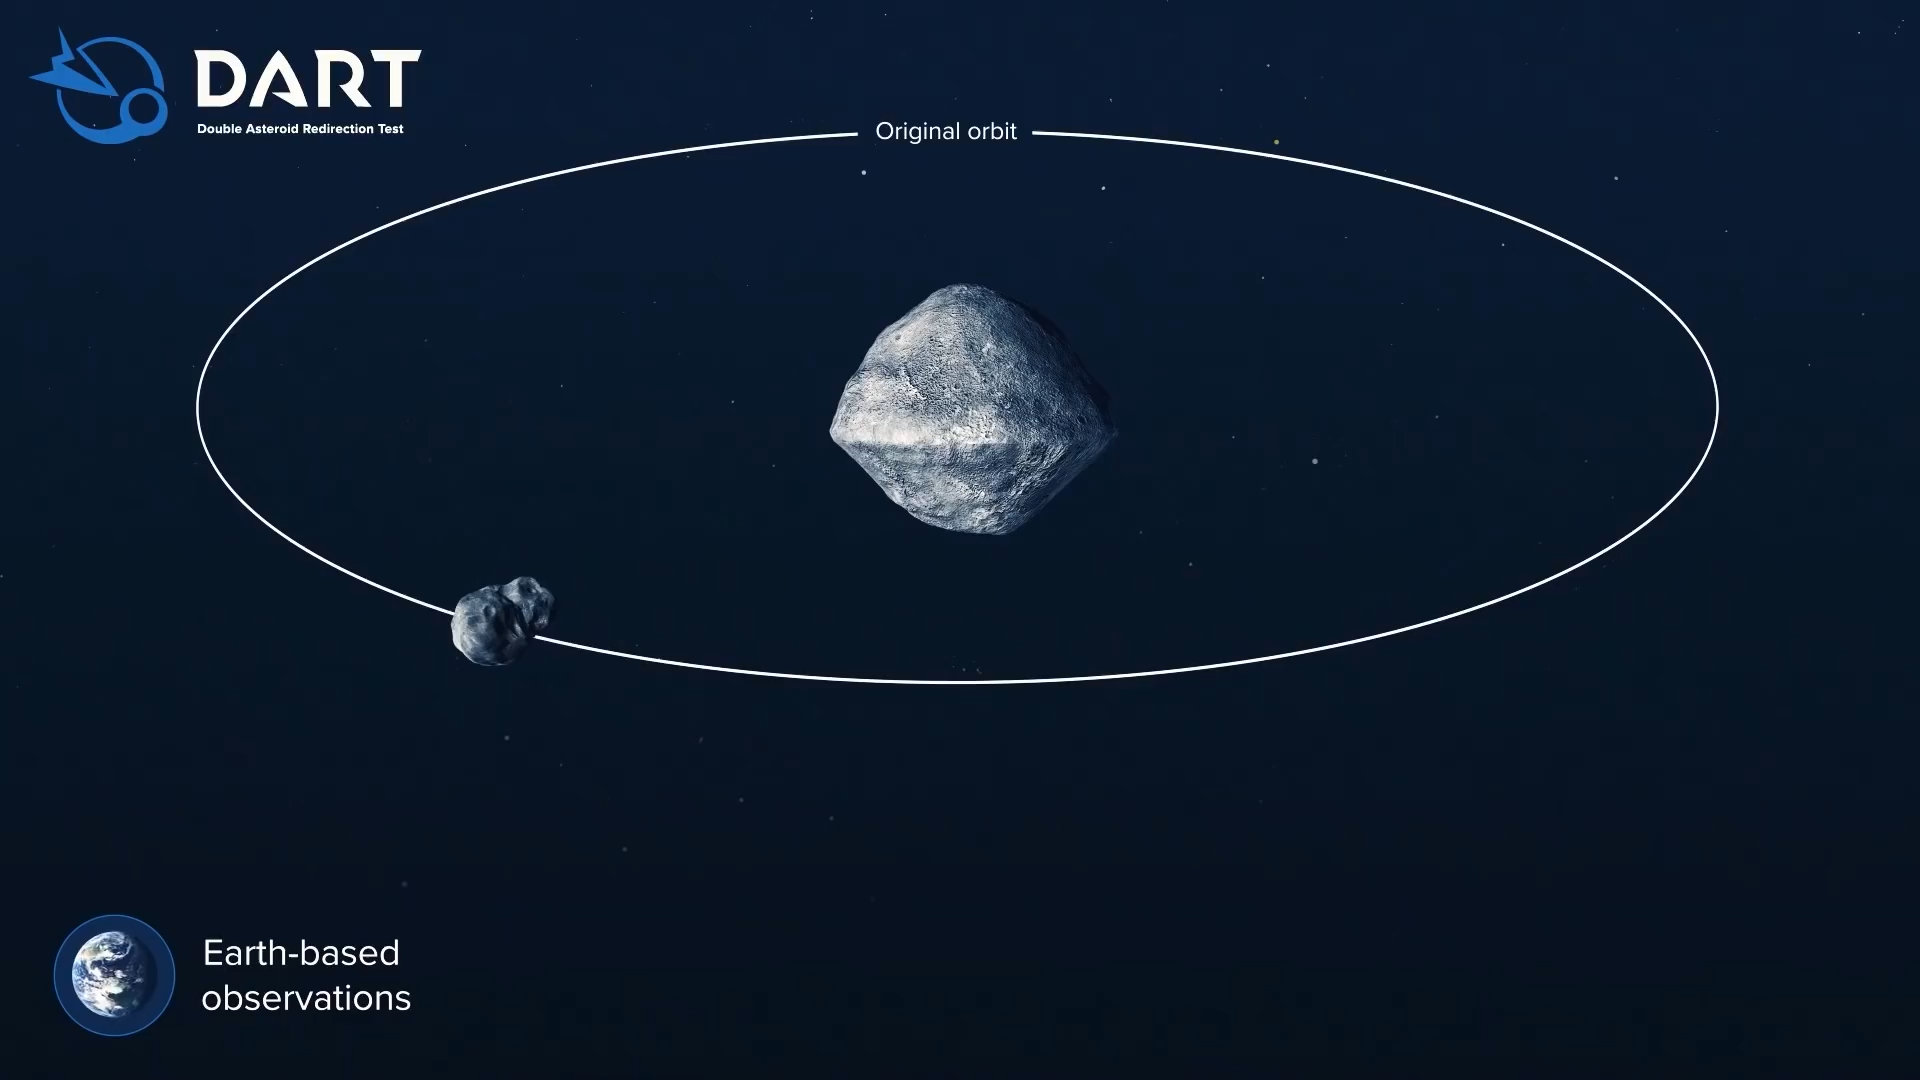 DART
Double Asteroid Redirection Test
Original orbit
Earth-based
observations